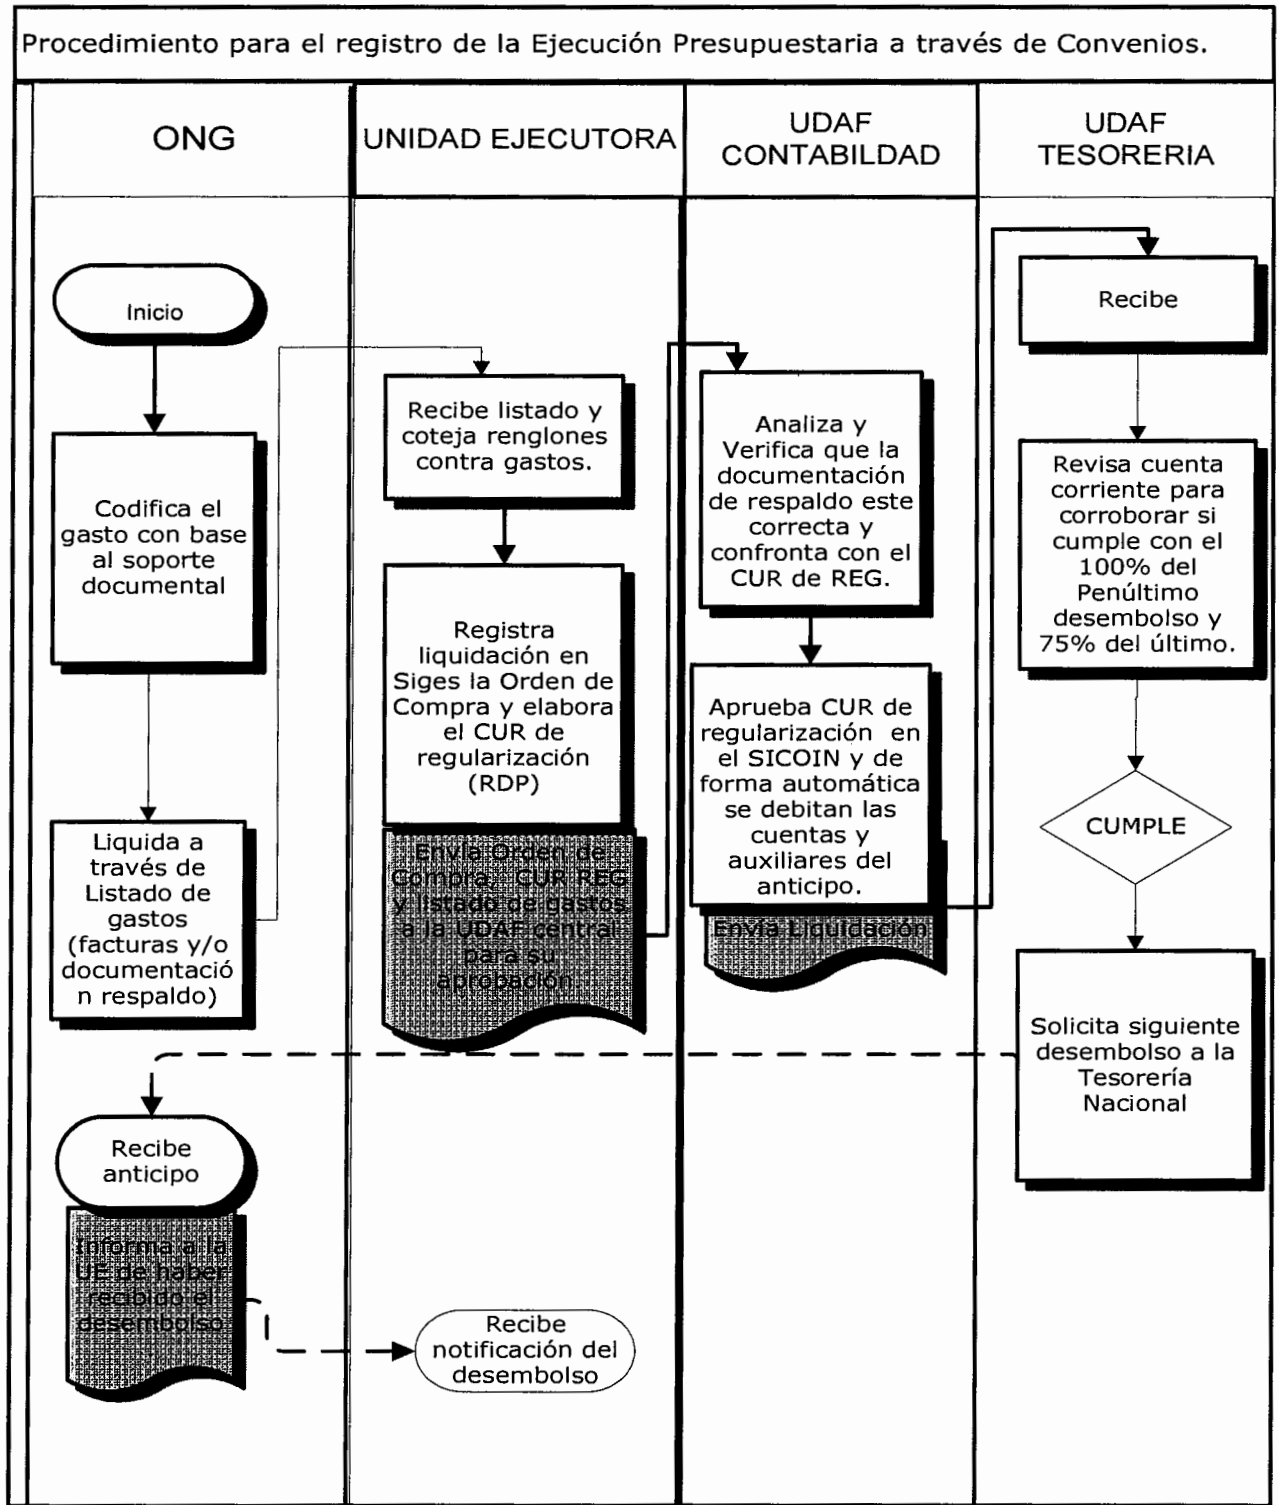 Procedimiento para el registro de la Ejecución Presupuestaria a través de Convenios.
ONG
UNIDAD EJECUTORA
UDAF
CONTABILDAD
UDAF
TESORERIA
Inicio
Codifica el
gasto con base
al soporte
documental
Liquida a
través de
Listado de
gastos
(facturas y/o
documentació
n respaldo)
Recibe
anticipo
Informa a la
UE de haber
recibido el
desembolso
Recibe listado y
coteja renglones
contra gastos.
Registra
liquidación en
Siges la Orden de
Compra y elabora
el CUR de
regularización
(RDP)
Envía Orden de
Compra, CUR REG
y listado de gastos
a la UDAF central
para su
aprobación.
Recibe
notificación del
desembolso
Analiza y
Verifica que la
documentación
de respaldo este
correcta y
confronta con el
CUR de REG.
Aprueba CUR de
regularización en
el SICOIN y de
forma automática
se debitan las
cuentas y
auxiliares del
anticipo.
Envía Liquidación
Recibe
Revisa cuenta
corriente para
corroborar si
cumple con el
100% del
Penúltimo
desembolso y
75% del último.
CUMPLE
Solicita siguiente
desembolso a la
Tesorería
Nacional